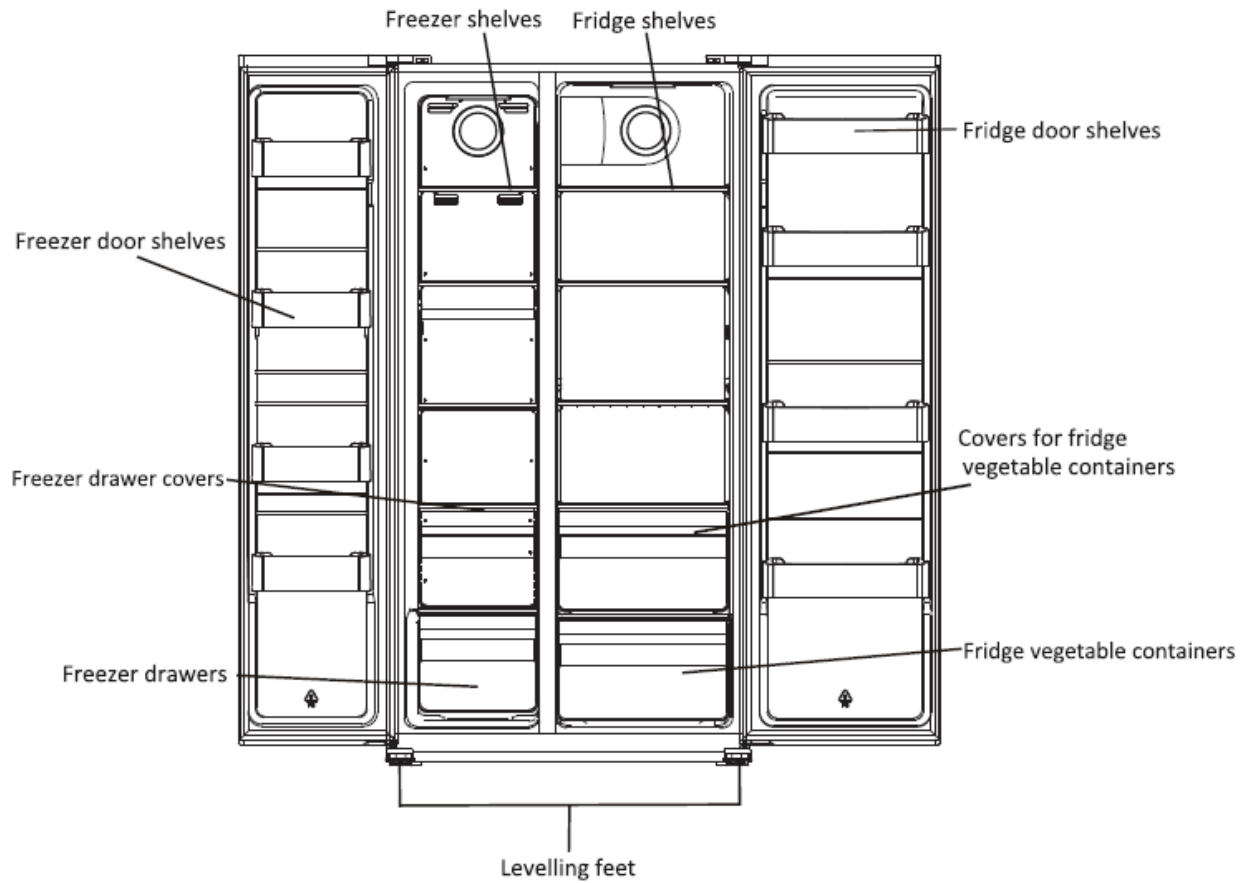 Freezer shelves
Fridge shelves
Fridge door shelves
Freezer door shelves
Covers for fridge
vegetable containers
Freezer drawer covers
Fridge vegetable containers
Freezer drawers
Levelling feet